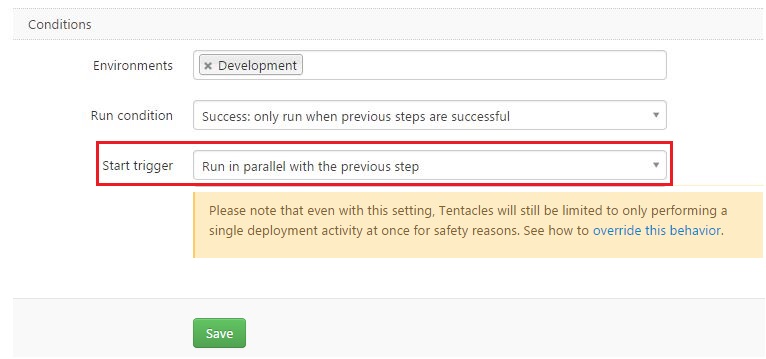 Conditions
Environments
× Development
Run condition
Success: only run when previous steps are successful
Start trigger
Run in parallel with the previous step
Please note that even with this setting, Tentacles will still be limited to only performing a
single deployment activity at once for safety reasons. See how to override this behavior.
Save